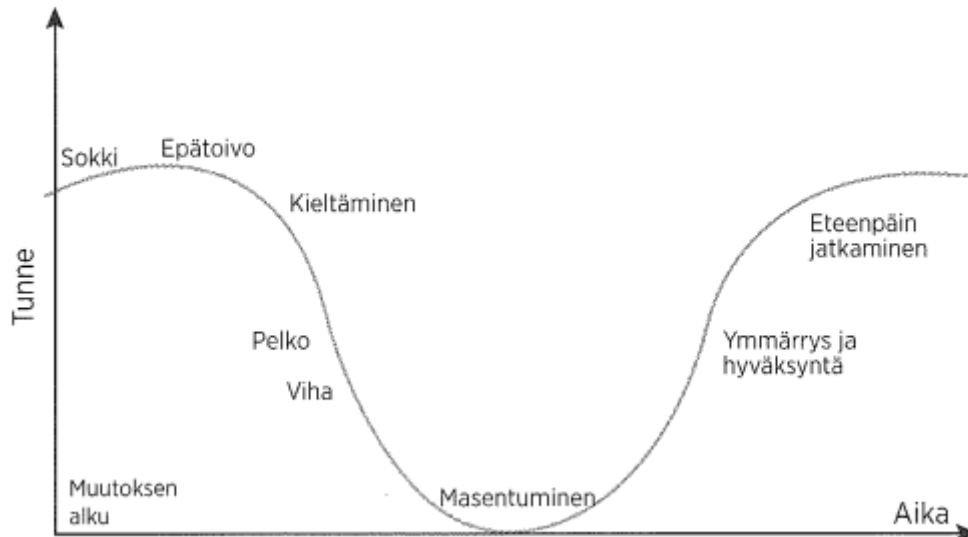 Sokki
Epätoivo
Kieltäminen
Eteenpäin
jatkaminen
Tunne
Pelko
Ymmärrys ja
hyväksyntä
Viha
Muutoksen
alku
Masentuminen
Aika